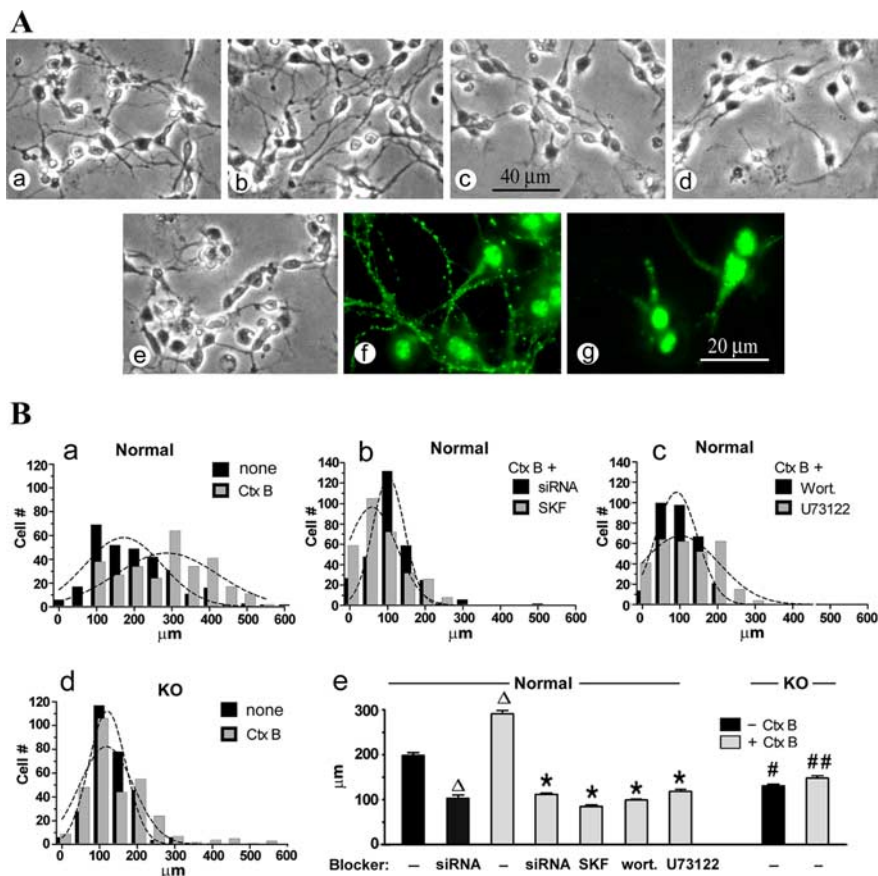 A
a
b
c
40 µm
d
e
f
g
20 µm
B
a
Normal
none
Ctx B
Cell #
120
100
80
60
40
20
0
0 100 200 300 400 500 600
µm
b
Normal
Ctx B +
siRNA
SKF
Cell #
140
120
100
80
60
40
20
0
0 100 200 300 400 500 600
µm
c
Normal
Ctx B +
Wort.
U73122
Cell #
140
120
100
80
60
40
20
0
0 100 200 300 400 500 600
µm
d
KO
none
Ctx B
Cell #
120
100
80
60
40
20
0
0 100 200 300 400 500 600
µm
e
Normal
KO
– Ctx B
+ Ctx B
µm
300
200
100
0
Δ
Δ
*
*
*
*
#
##
Blocker: – siRNA – siRNA SKF wort. U73122 – –